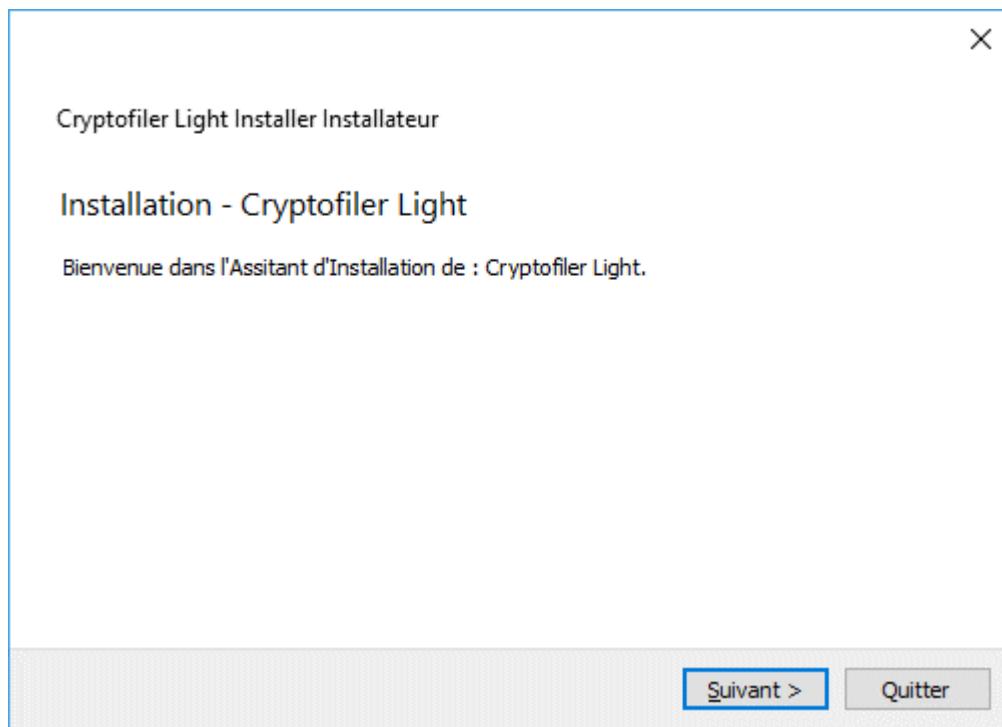 Cryptofiler Light Installer Installateur
Installation - Cryptofiler Light
Bienvenue dans l'Assitant d'Installation de : Cryptofiler Light.
Suivant >
Quitter